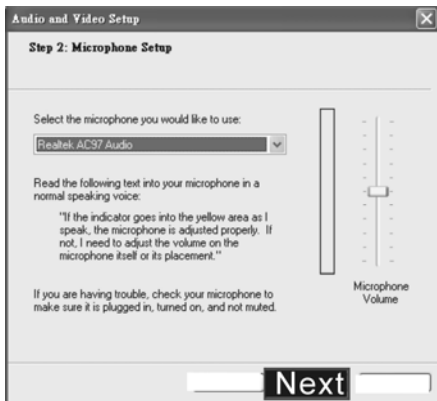 Audio and Video Setup
Step 2: Microphone Setup
Select the microphone you would like to use:
Realtek AC97 Audio
Read the following text into your microphone in a
normal speaking voice:
"If the indicator goes into the yellow area as I
speak, the microphone is adjusted properly. If
not, I need to adjust the volume on the
microphone itself or its placement."
If you are having trouble, check your microphone to
make sure it is plugged in, turned on, and not muted.
Microphone
Volume
Next